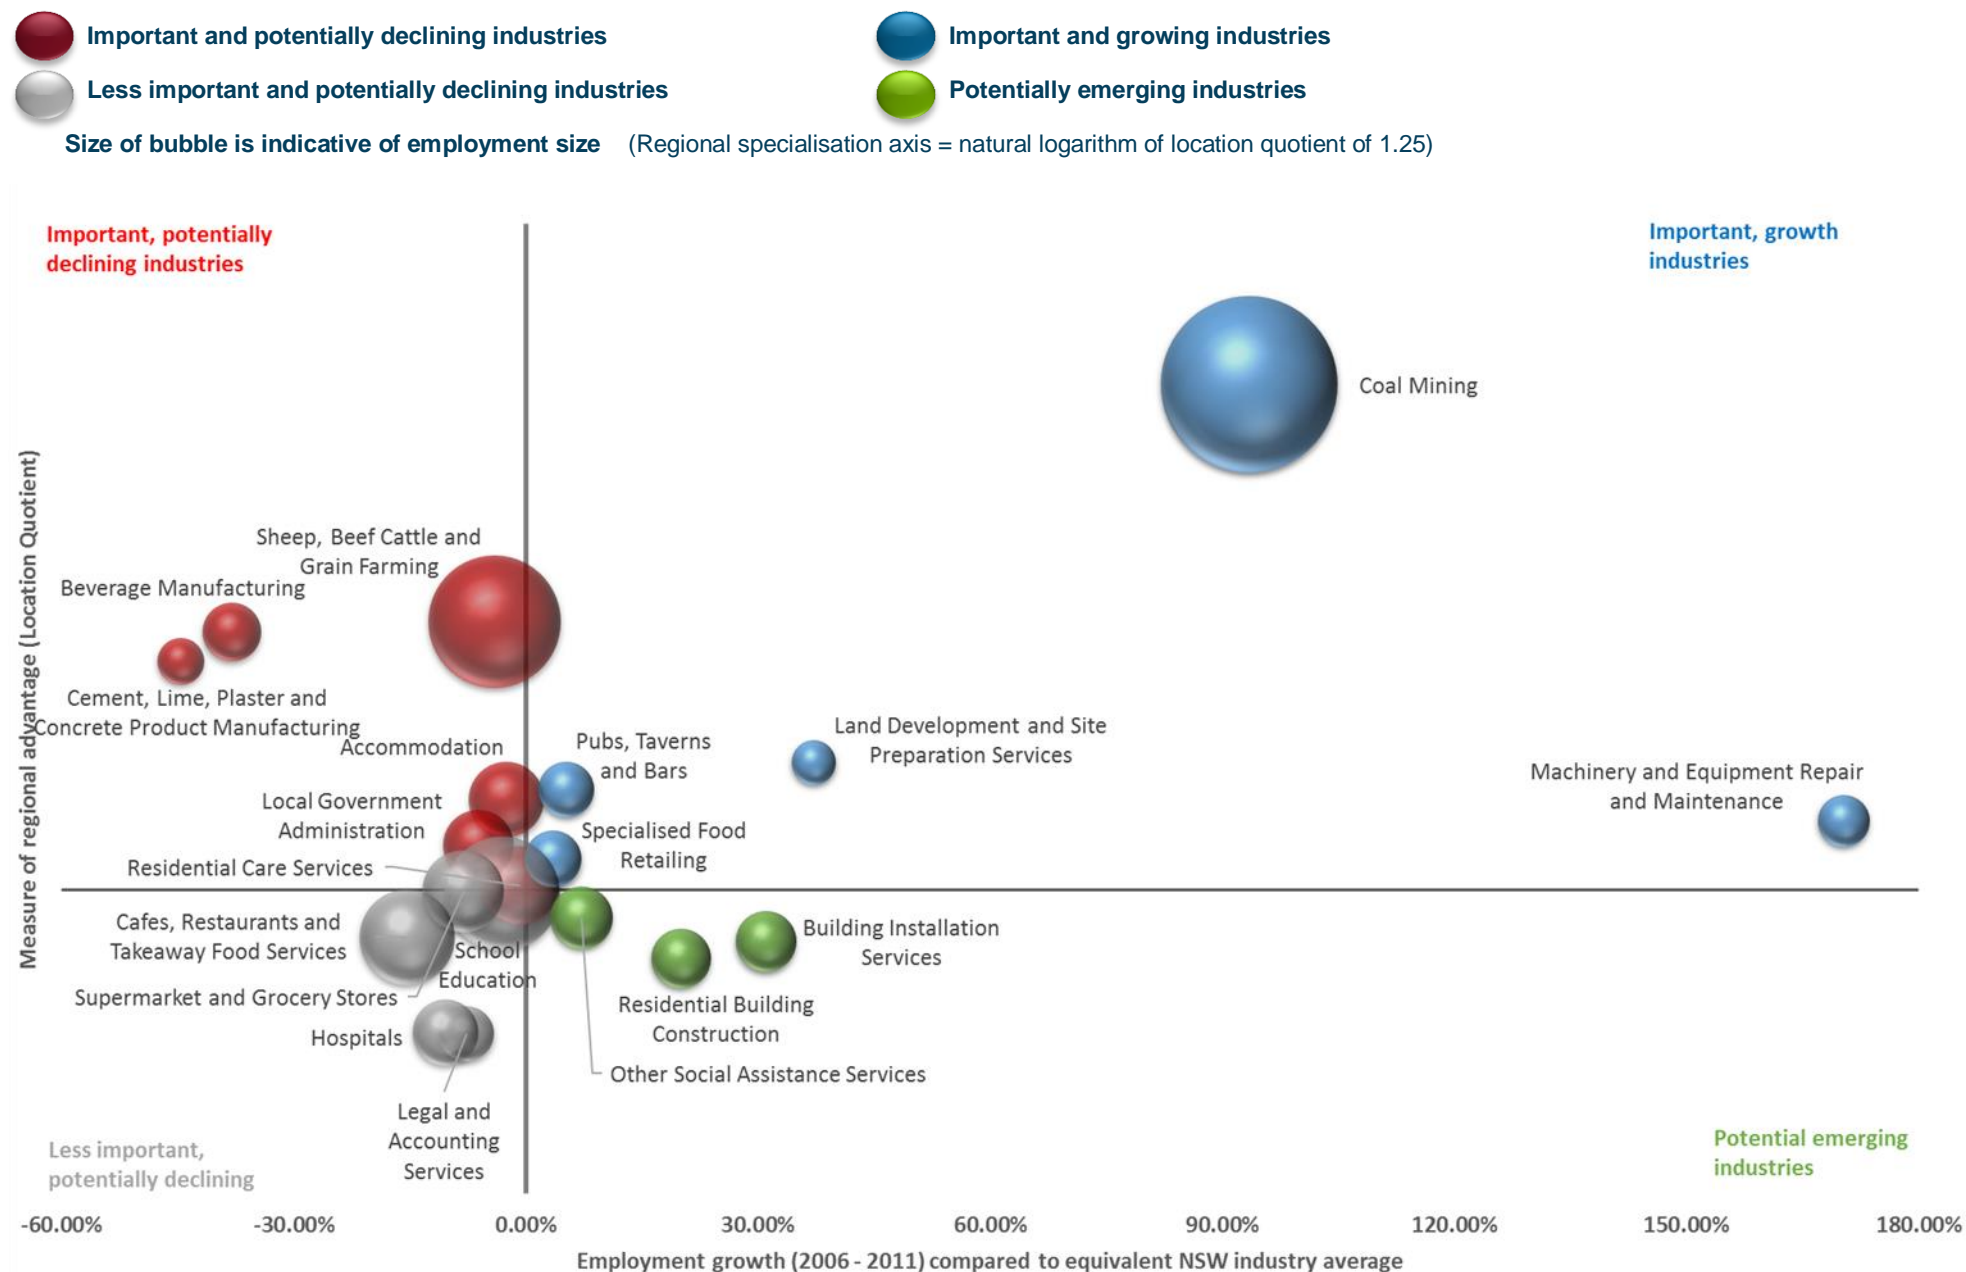 Important and potentially declining industries
Important and growing industries
Less important and potentially declining industries
Potentially emerging industries
Size of bubble is indicative of employment size (Regional specialisation axis = natural logarithm of location quotient of 1.25)
Important, potentially
declining industries
Important, growth
industries
Coal Mining
Sheep, Beef Cattle and
Grain Farming
Beverage Manufacturing
Cement, Lime, Plaster and
Concrete Product Manufacturing
Accommodation
Pubs, Taverns
and Bars
Land Development and Site
Preparation Services
Machinery and Equipment Repair
and Maintenance
Local Government
Administration
Specialised Food
Retailing
Residential Care Services
Cafes, Restaurants and
Takeaway Food Services
School
Education
Building Installation
Services
Supermarket and Grocery Stores
Residential Building
Construction
Hospitals
Other Social Assistance Services
Legal and
Accounting
Services
Less important,
potentially declining
Potential emerging
industries
Measure of regional advantage (Location Quotient)
-60.00% -30.00% 0.00% 30.00% 60.00% 90.00% 120.00% 150.00% 180.00%
Employment growth (2006 - 2011) compared to equivalent NSW industry average